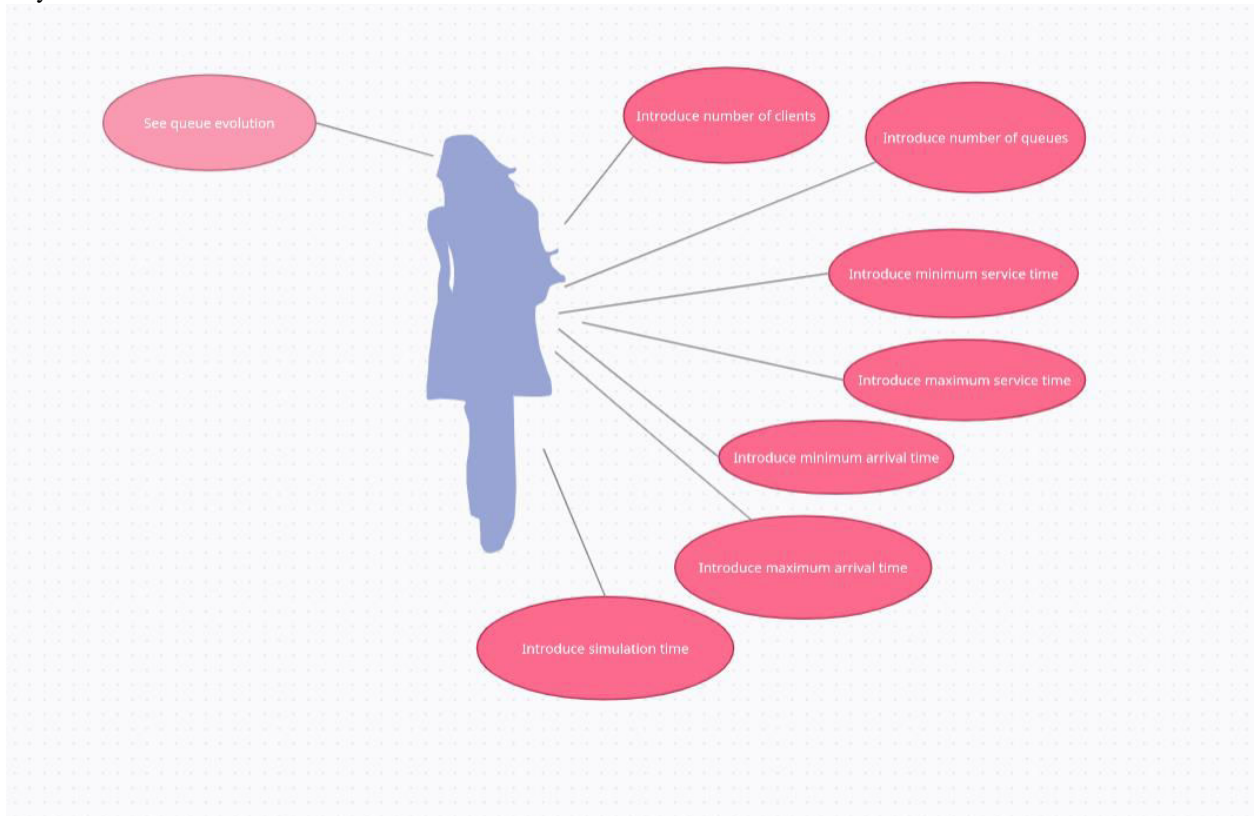 See queue evolution
Introduce number of clients
Introduce number of queues
Introduce minimum service time
Introduce maximum service time
Introduce minimum arrival time
Introduce maximum arrival time
Introduce simulation time